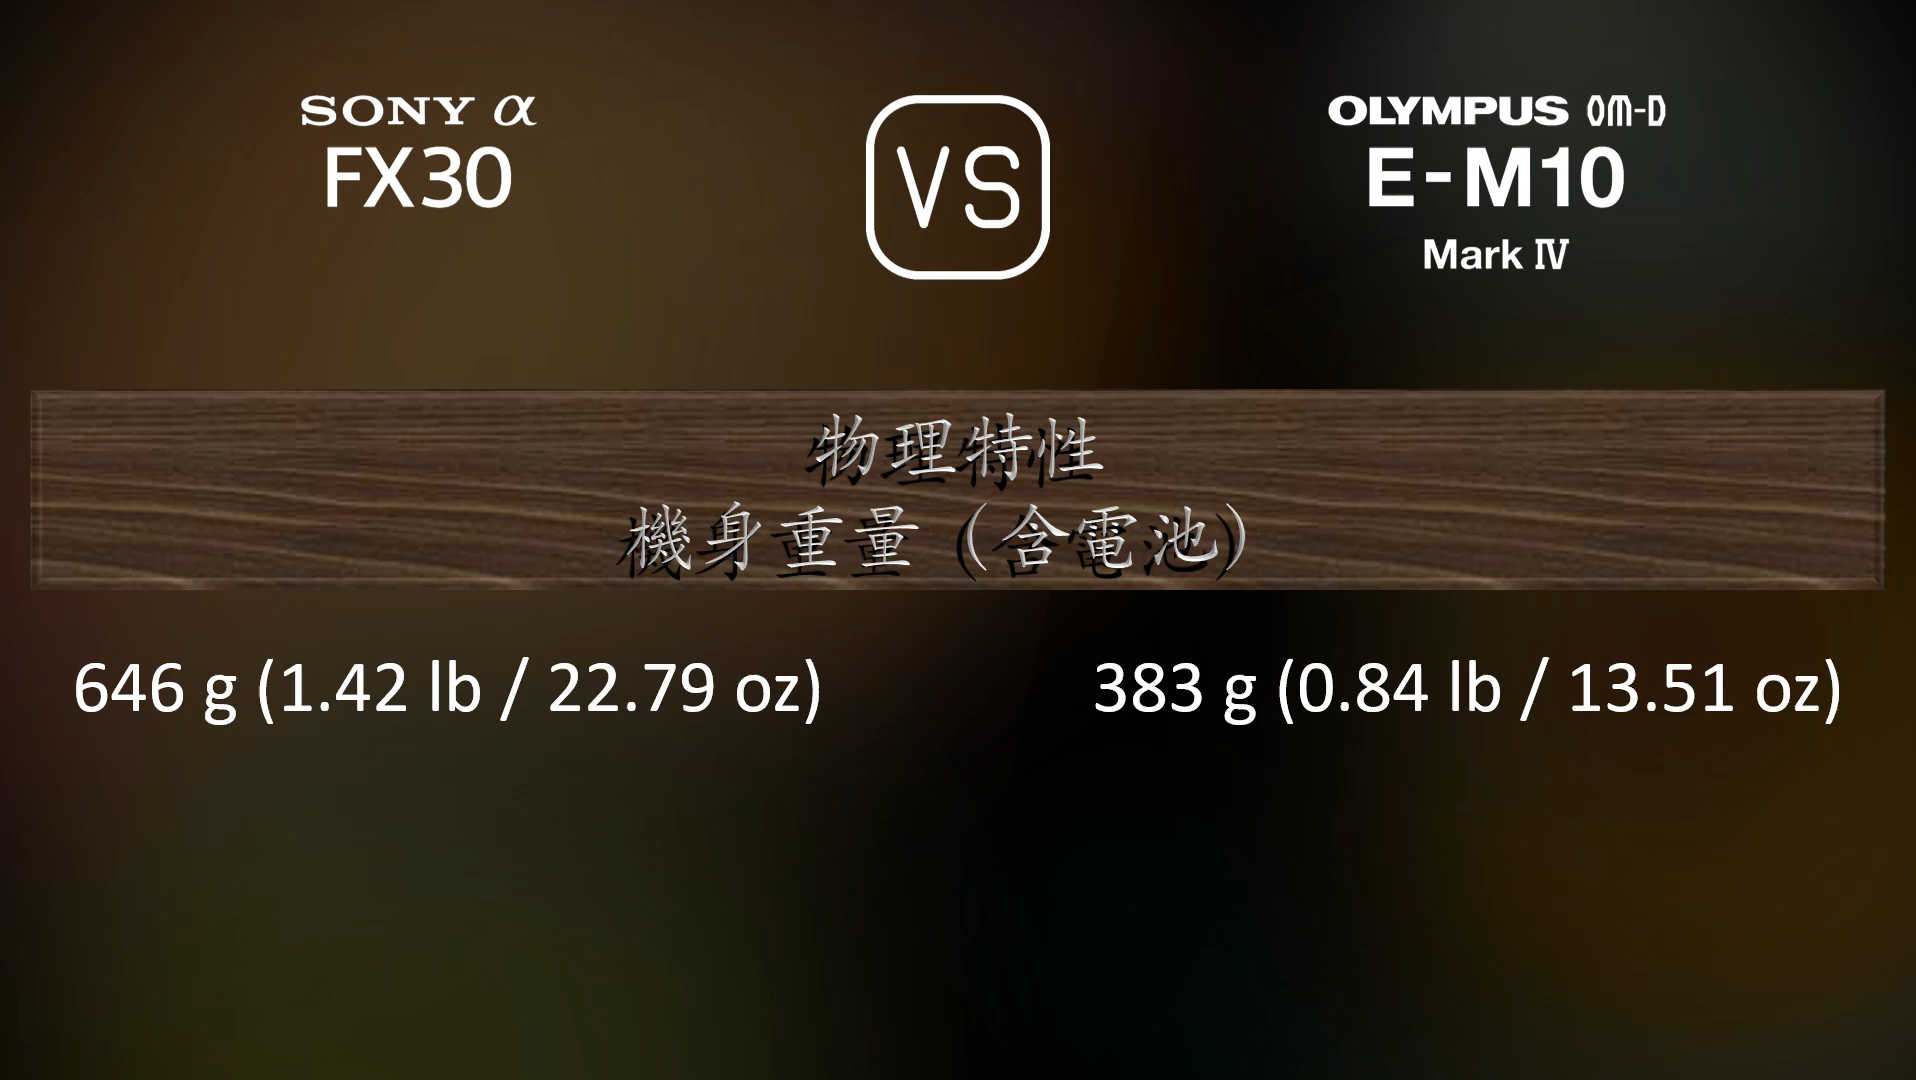 SONY α
FX30
VS
OLYMPUS OM-D
E-M10
Mark Ⅳ
物理特性
機身重量（含電池）
646 g (1.42 lb / 22.79 oz)
383 g (0.84 lb / 13.51 oz)